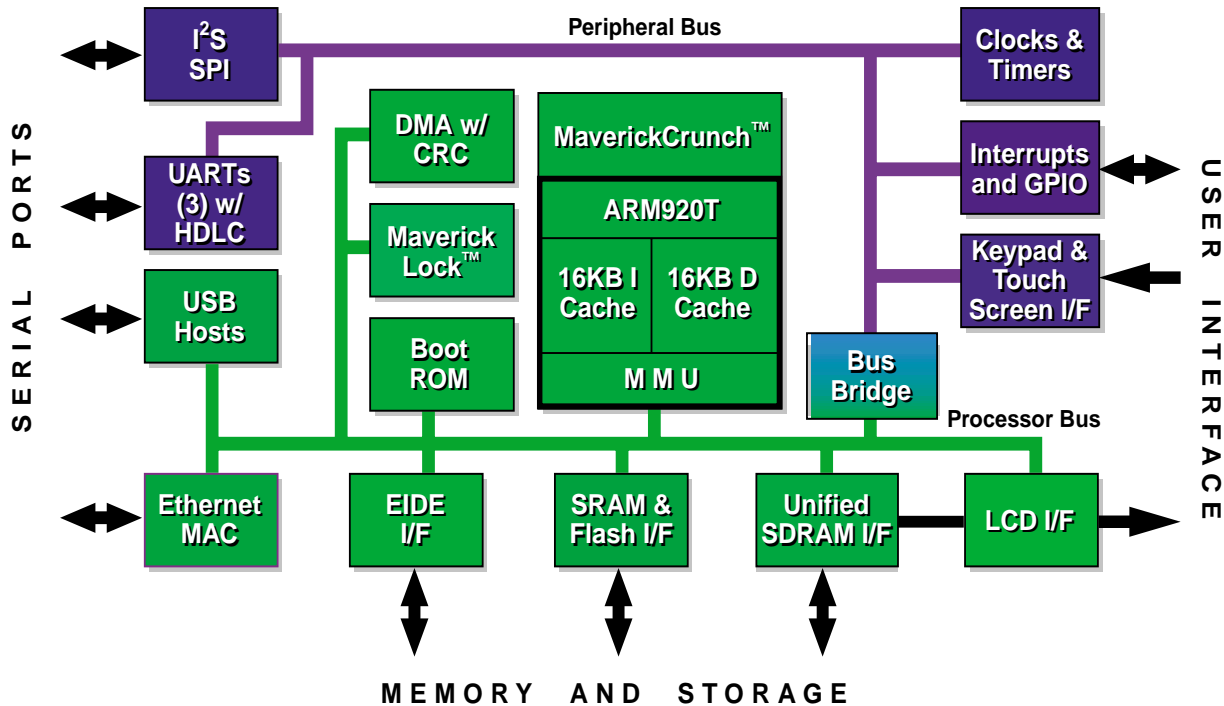 Peripheral Bus
I²S
SPI
Clocks &
Timers
DMA w/
CRC
MaverickCrunch™
UARTs
(3) w/
HDLC
Interrupts
and GPIO
ARM920T
Maverick
Lock™
16KB I
Cache
16KB D
Cache
Keypad &
Touch
Screen I/F
USB
Hosts
Boot
ROM
MMU
Bus
Bridge
Processor Bus
Ethernet
MAC
EIDE
I/F
SRAM &
Flash I/F
Unified
SDRAM I/F
LCD I/F
SERIAL PORTS
USER INTERFACE
MEMORY AND STORAGE